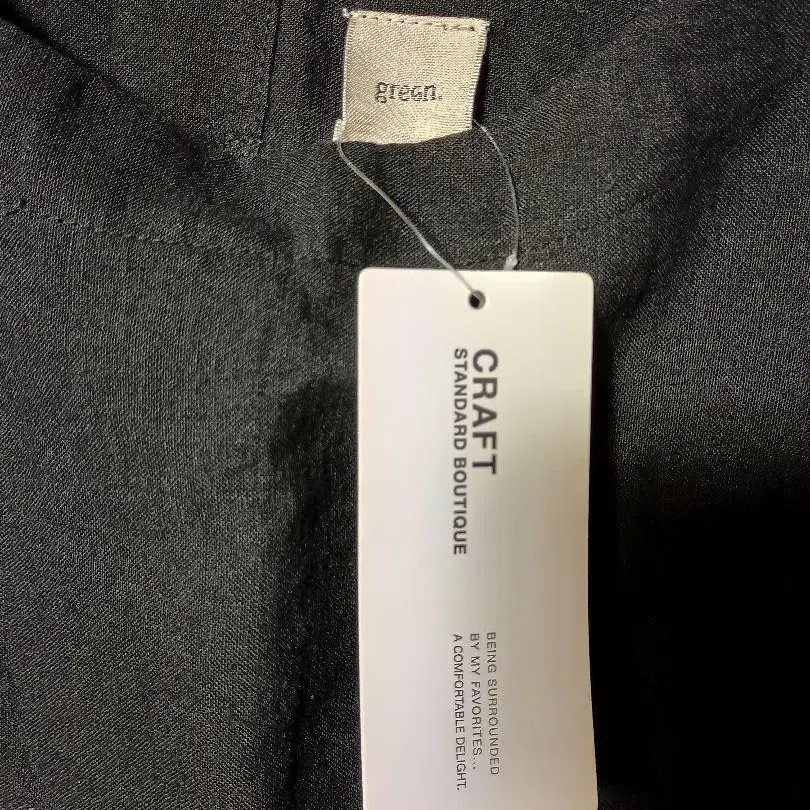 green.
CRAFT
STANDARD BOUTIQUE
BEING SURROUNDED
BY MY FAVORITES...
A COMFORTABLE DELIGHT.